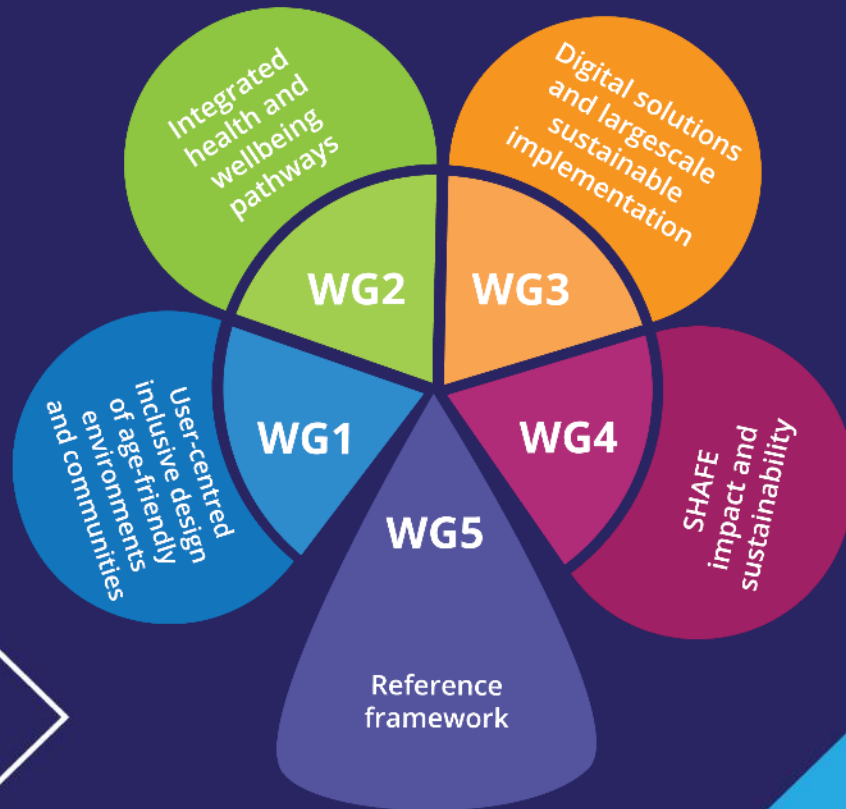 Integrated
health and
wellbeing
pathways
Digital solutions
and largescale
sustainable
implementation
WG2
WG3
User-centred
inclusive design
of age-friendly
environments
and communities
WG1
WG4
SHAFE
impact and
sustainability
WG5
Reference
framework